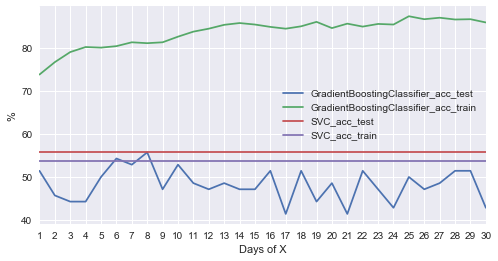 80
70
60
50
40
%
GradientBoostingClassifier_acc_test
GradientBoostingClassifier_acc_train
SVC_acc_test
SVC_acc_train
1 2 3 4 5 6 7 8 9 10 11 12 13 14 15 16 17 18 19 20 21 22 23 24 25 26 27 28 29 30
Days of X